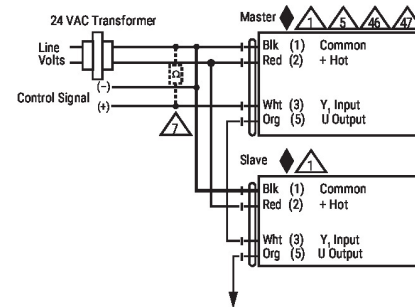 24 VAC Transformer
Master 1 5 46 47
Line
Volts
Blk (1) Common
Red (2) + Hot
Ω
(–)
Control Signal
(+)
7
Wht (3) Y₁ Input
Org (5) U Output
Slave 1
Blk (1) Common
Red (2) + Hot
Wht (3) Y₁ Input
Org (5) U Output